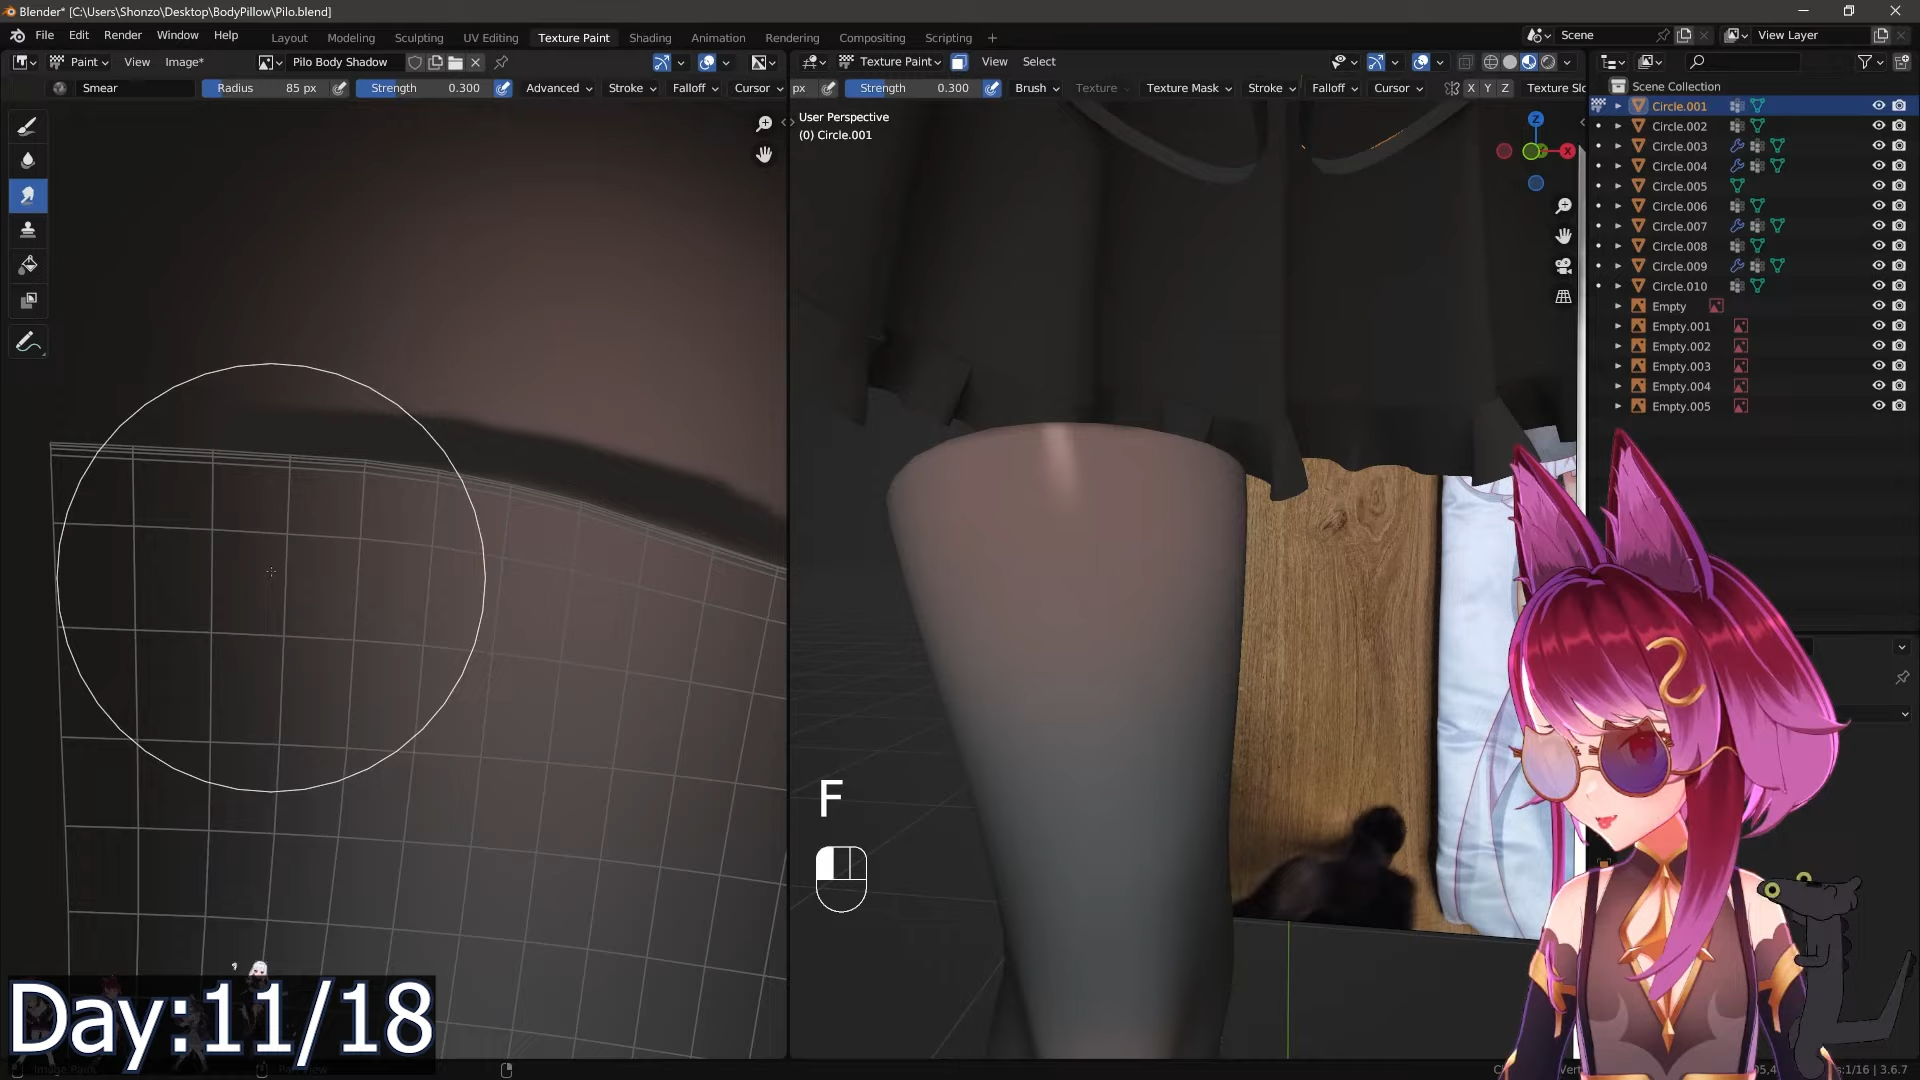 Blender* [C:\Users\Shonzo\Desktop\BodyPillow\Pilo.blend]
File Edit Render Window Help Layout Modeling Sculpting UV Editing Texture Paint Shading Animation Rendering Compositing Scripting + Scene View Layer
Paint View Image* Pilo Body Shadow Texture Paint View Select
Smear Radius 85 px Strength 0.300 Advanced Stroke Falloff Cursor px Strength 0.300 Brush Texture Texture Mask Stroke Falloff Cursor X Y Z Texture Slo
Scene Collection
User Perspective
(0) Circle.001
Z
X
Circle.001
Circle.002
Circle.003
Circle.004
Circle.005
Circle.006
Circle.007
Circle.008
Circle.009
Circle.010
Empty
Empty.001
Empty.002
Empty.003
Empty.004
Empty.005
F
Day:11/18